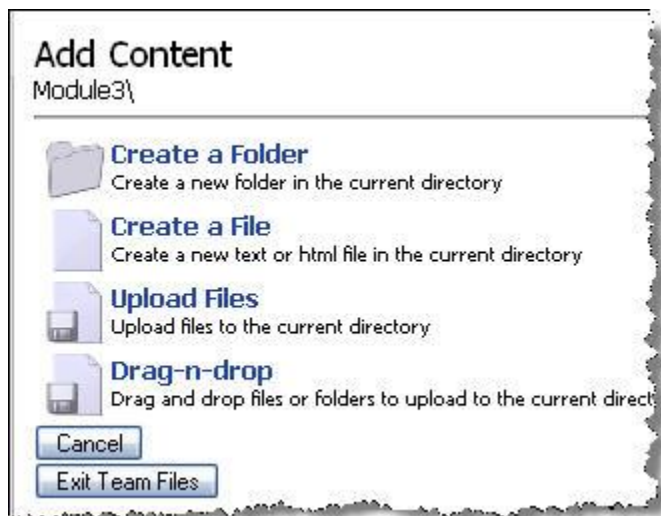 Add Content
Module3\
Create a Folder
Create a new folder in the current directory
Create a File
Create a new text or html file in the current directory
Upload Files
Upload files to the current directory
Drag-n-drop
Drag and drop files or folders to upload to the current direct
Cancel
Exit Team Files